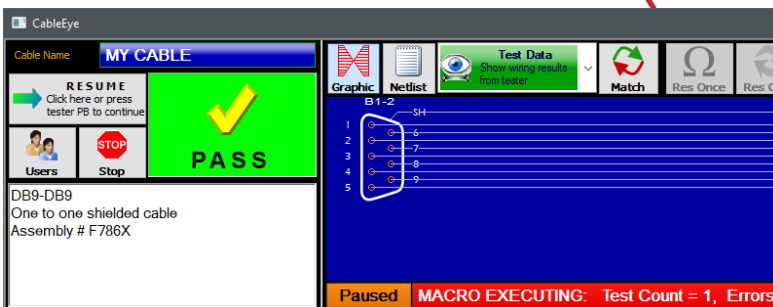 CableEye
Cable Name
MY CABLE
RESUME
Click here or press
tester PB to continue
Users
STOP
Stop
PASS
DB9-DB9
One to one shielded cable
Assembly # F786X
Graphic
Netlist
Test Data
Show wiring results
from tester
Match
Ω
Res Once
Res C
B1-2
SH
1
6
2
7
3
8
4
9
5
Paused
MACRO EXECUTING: Test Count = 1, Errors